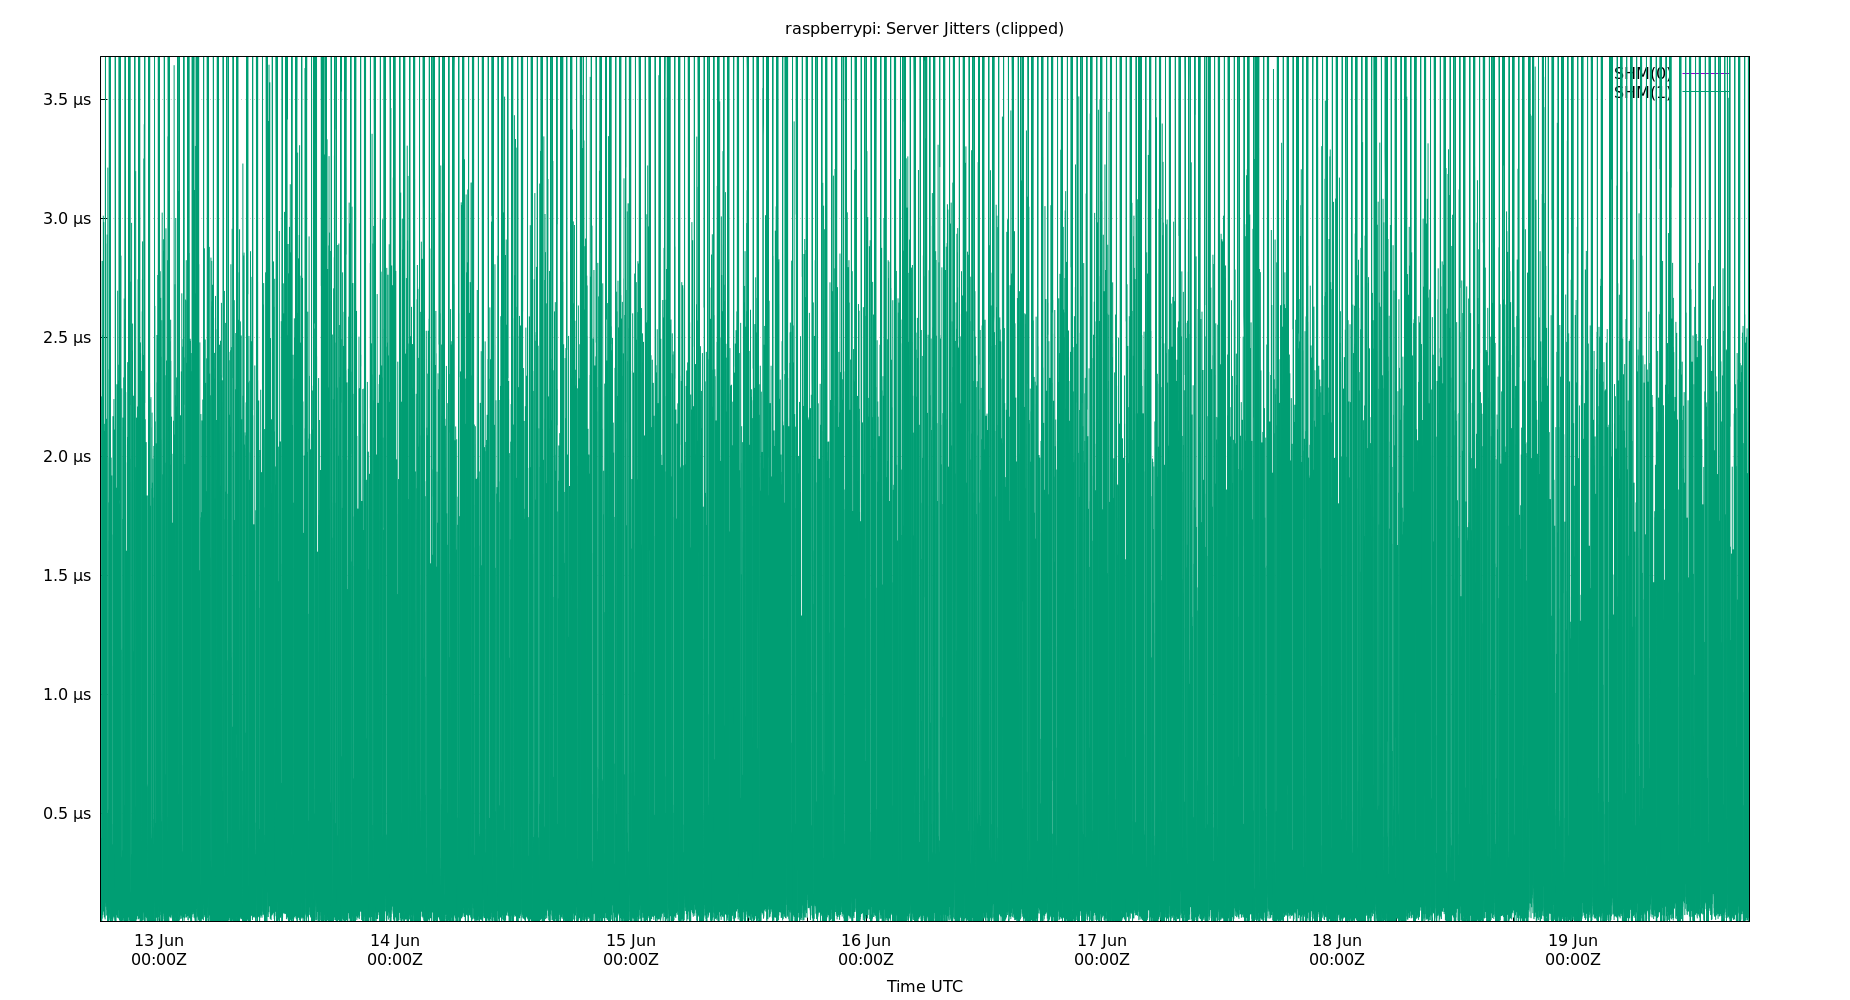 raspberrypi: Server Jitters (clipped)
SHM(0)
SHM(1)
3.5 µs
3.0 µs
2.5 µs
2.0 µs
1.5 µs
1.0 µs
0.5 µs
13 Jun 14 Jun 15 Jun 16 Jun 17 Jun 18 Jun 19 Jun
00:00Z 00:00Z 00:00Z 00:00Z 00:00Z 00:00Z 00:00Z
Time UTC